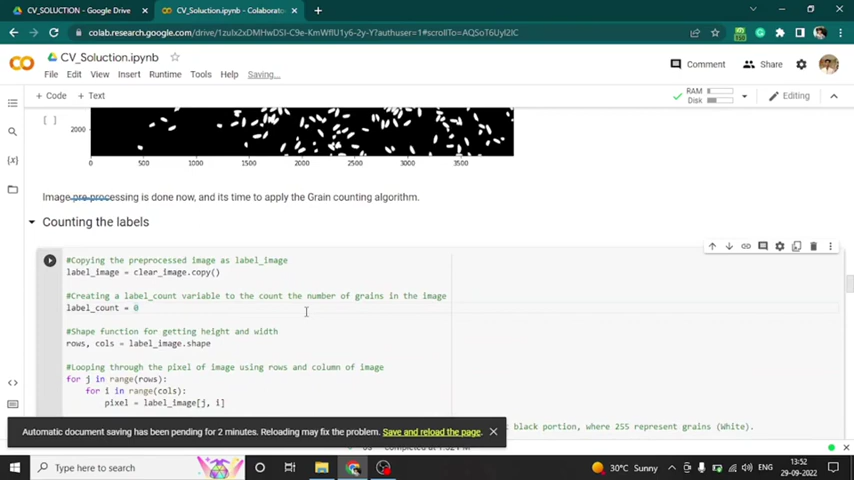 CV_SOLUCTION - Google Drive
CV_Soluction.ipynb - Colaborato
colab.research.google.com/drive/1zulx2xDMHwDSI-C9e-KmWflU1y6-2y-Y?authuser=1#scrollTo=AQSoT6UyI2IC
CV_Soluction.ipynb
Comment
Share
File Edit View Insert Runtime Tools Help Saving...
+ Code + Text
RAM
Disk
Editing
[ ]
2000
0 500 1000 1500 2000 2500 3000 3500
Image pre-processing is done now, and its time to apply the Grain counting algorithm.
Counting the labels
#Copying the preprocessed image as label_image
label_image = clear_image.copy()
#Creating a label_count variable to the count the number of grains in the image
label_count = 0
#Shape function for getting height and width
rows, cols = label_image.shape
#Looping through the pixel of image using rows and column of image
for j in range(rows):
for i in range(cols):
pixel = label_image[j, i]
black portion, where 255 represent grains (White).
Automatic document saving has been pending for 2 minutes. Reloading may fix the problem. Save and reload the page.
Type here to search
30°C Sunny
ENG
13:52
29-09-2022